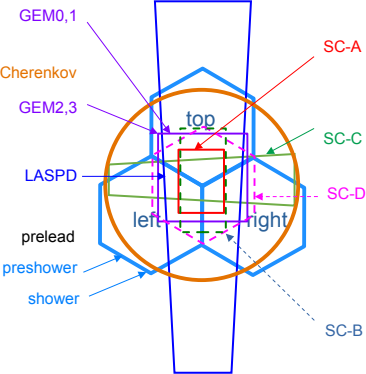 GEM0,1
SC-A
Cherenkov
GEM2,3
top
SC-C
LASPD
SC-D
left
right
prelead
preshower
shower
SC-B